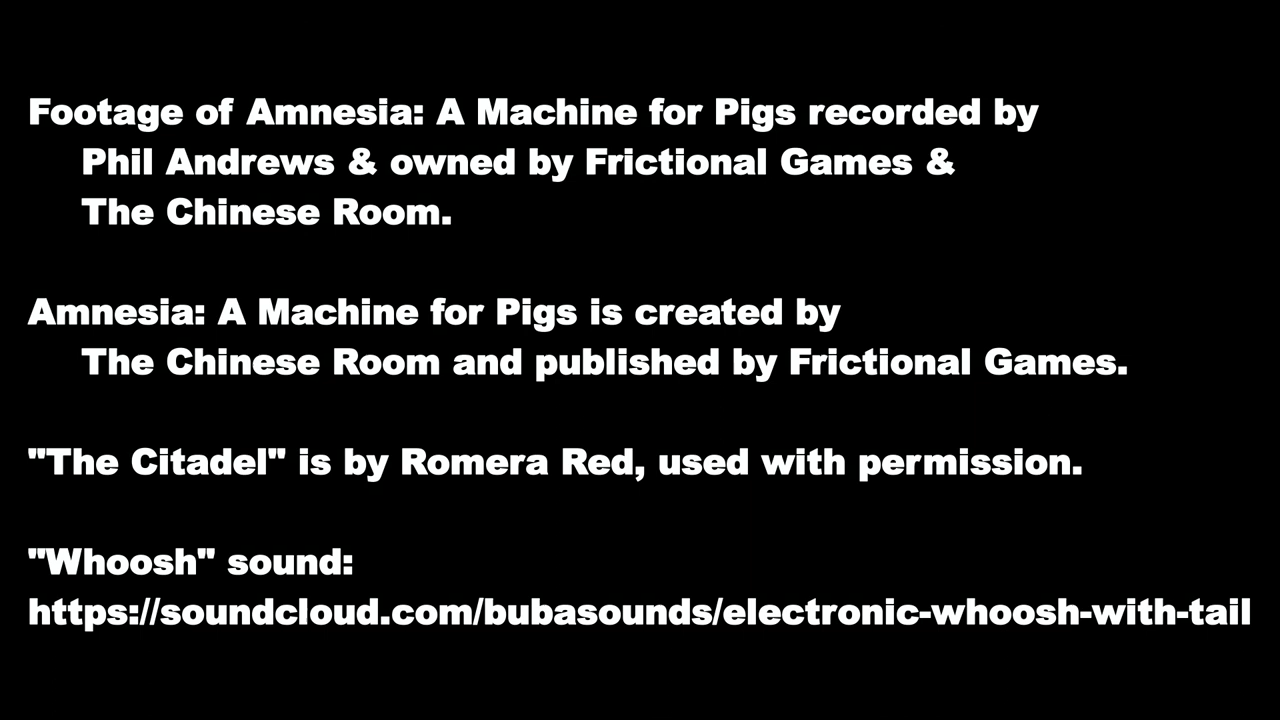 Footage of Amnesia: A Machine for Pigs recorded by
Phil Andrews & owned by Frictional Games &
The Chinese Room.
Amnesia: A Machine for Pigs is created by
The Chinese Room and published by Frictional Games.
"The Citadel" is by Romera Red, used with permission.
"Whoosh" sound:
https://soundcloud.com/bubasounds/electronic-whoosh-with-tail